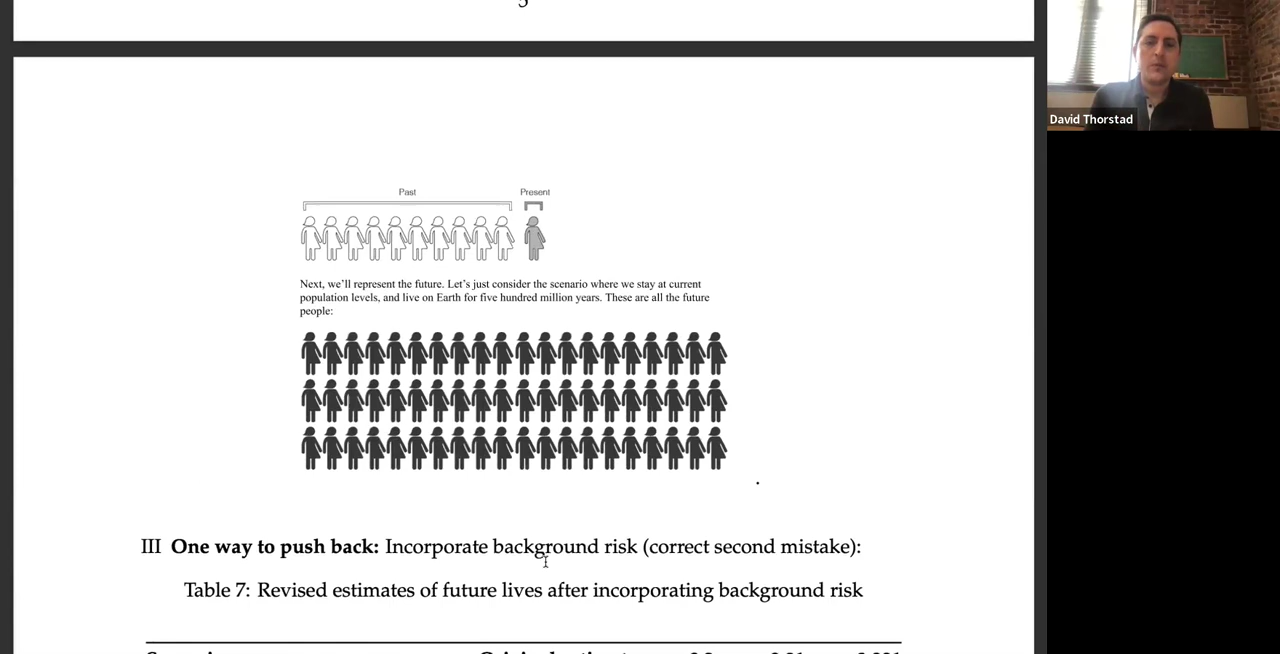 5
David Thorstad
Past Present
Next, we'll represent the future. Let's just consider the scenario where we stay at current
population levels, and live on Earth for five hundred million years. These are all the future
people:
.
III One way to push back: Incorporate background risk (correct second mistake):
Table 7: Revised estimates of future lives after incorporating background risk